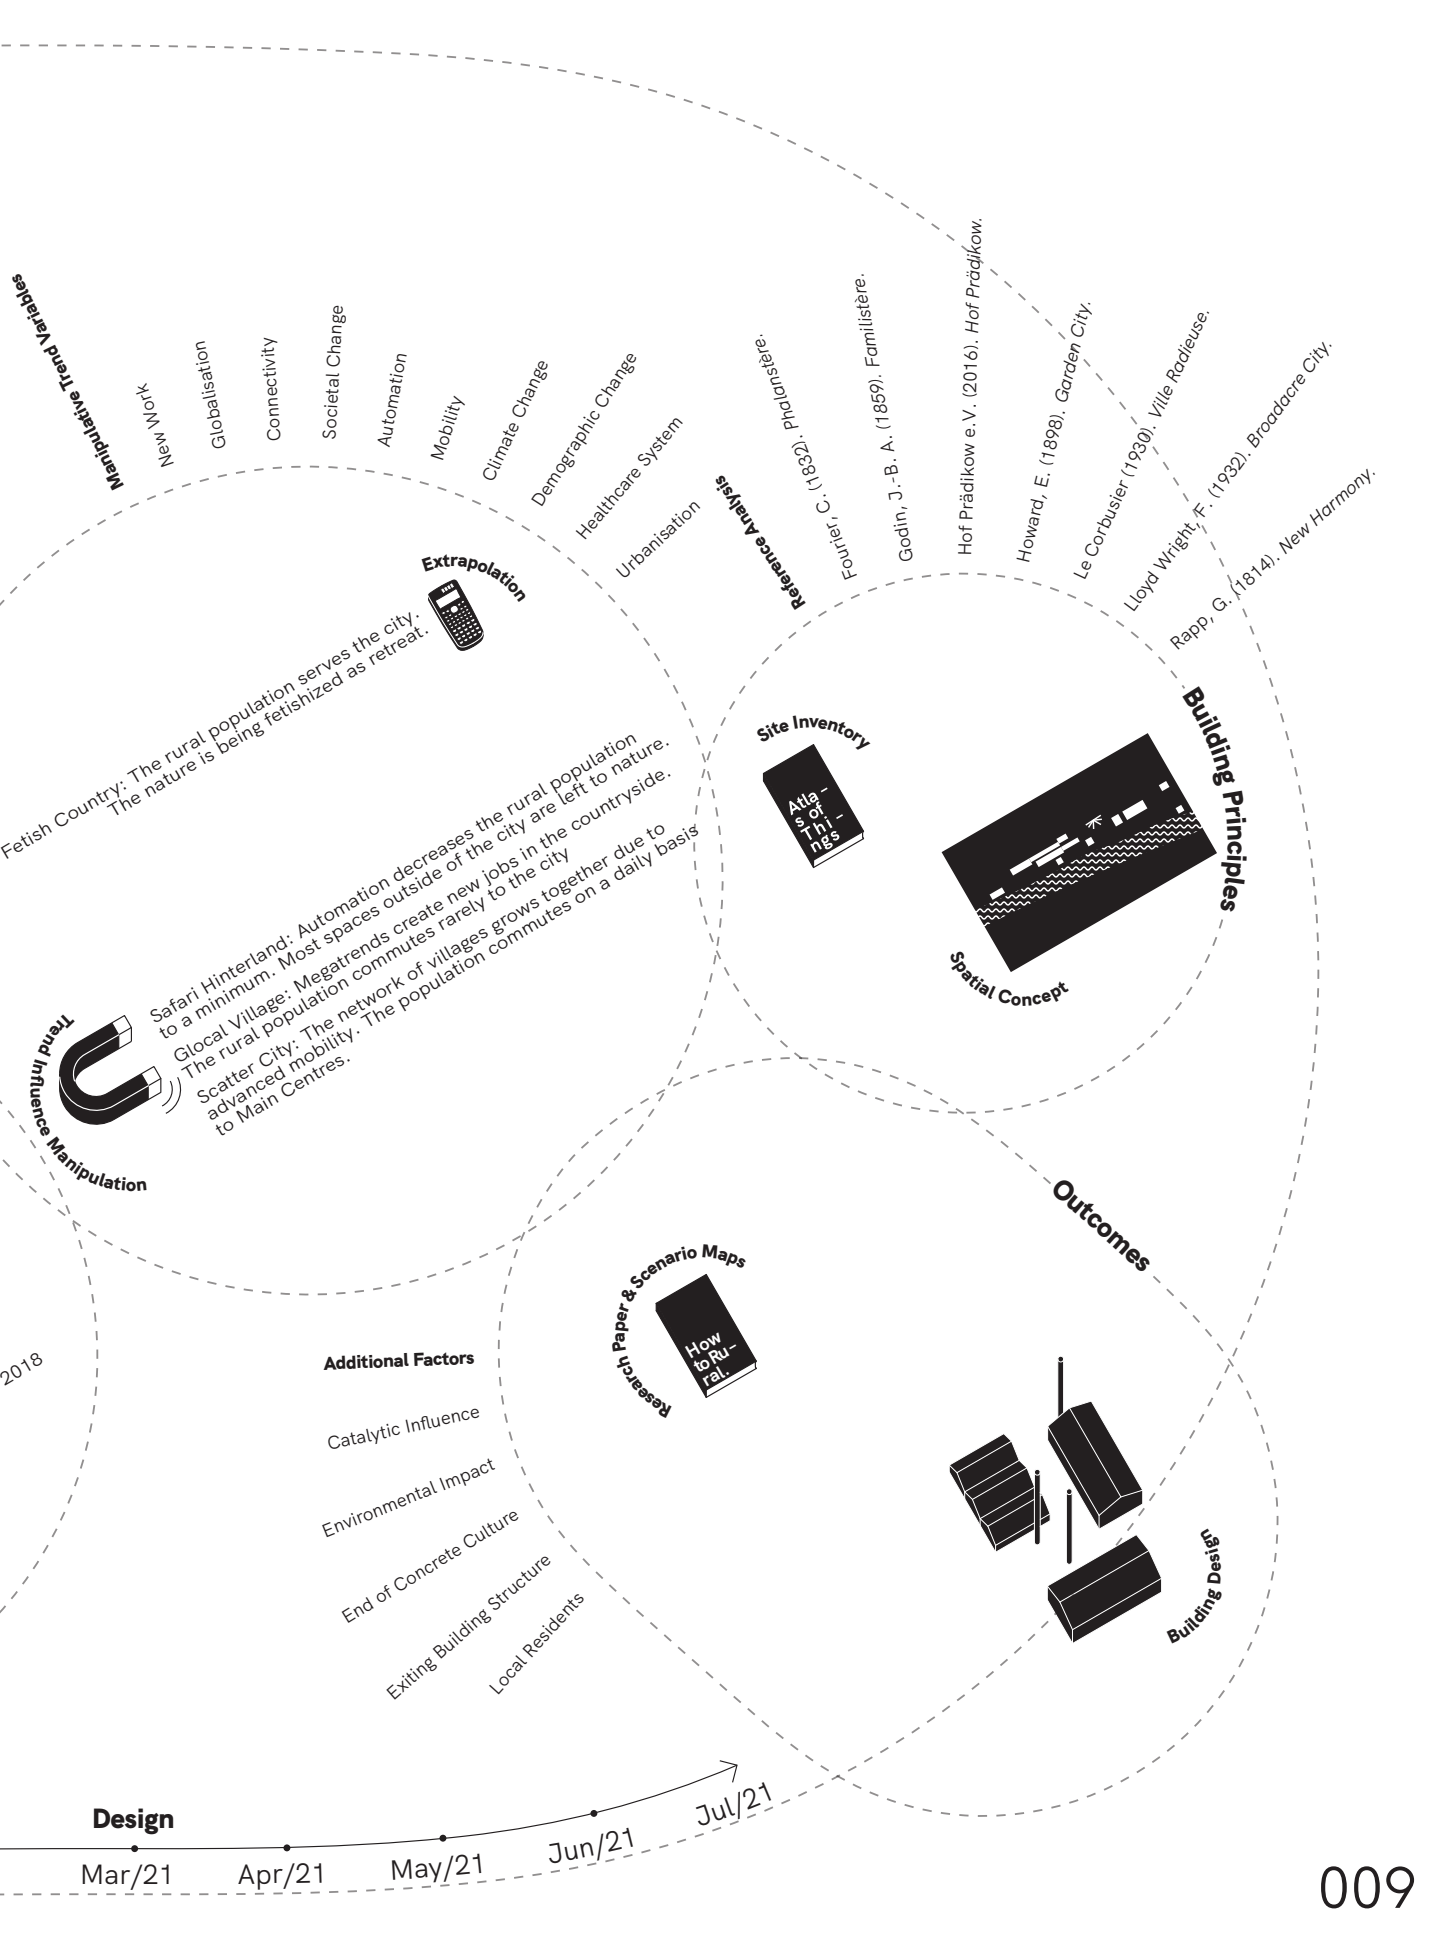 Manipulative Trend Variables
New Work
Globalisation
Connectivity
Societal Change
Automation
Mobility
Climate Change
Demographic Change
Healthcare System
Urbanisation
Reference Analysis
Fourier, C. (1832). Phalanstère.
Godin, J.-B. A. (1859). Familistère.
Hof Prädikow e.V. (2016). Hof Prädikow.
Howard, E. (1898). Garden City.
Le Corbusier (1930). Ville Radieuse.
Lloyd Wright, F. (1932). Broadacre City.
Rapp, G. (1814). New Harmony.
Extrapolation
Fetish Country: The rural population serves the city.
The nature is being fetishized as retreat.
Building Principles
Site Inventory
Atla-
s of
Thi-
ngs
Spatial Concept
Safari Hinterland: Automation decreases the rural population
to a minimum. Most spaces outside of the city are left to nature.
Glocal Village: Megatrends create new jobs in the countryside.
The rural population commutes rarely to the city
Scatter City: The network of villages grows together due to
advanced mobility. The population commutes on a daily basis
to Main Centres.
Trend Influence Manipulation
Outcomes
Research Paper & Scenario Maps
How
to Ru-
ral.
2018
Additional Factors
Catalytic Influence
Environmental Impact
End of Concrete Culture
Exiting Building Structure
Local Residents
Building Design
Design
Mar/21
Apr/21
May/21
Jun/21
Jul/21
009